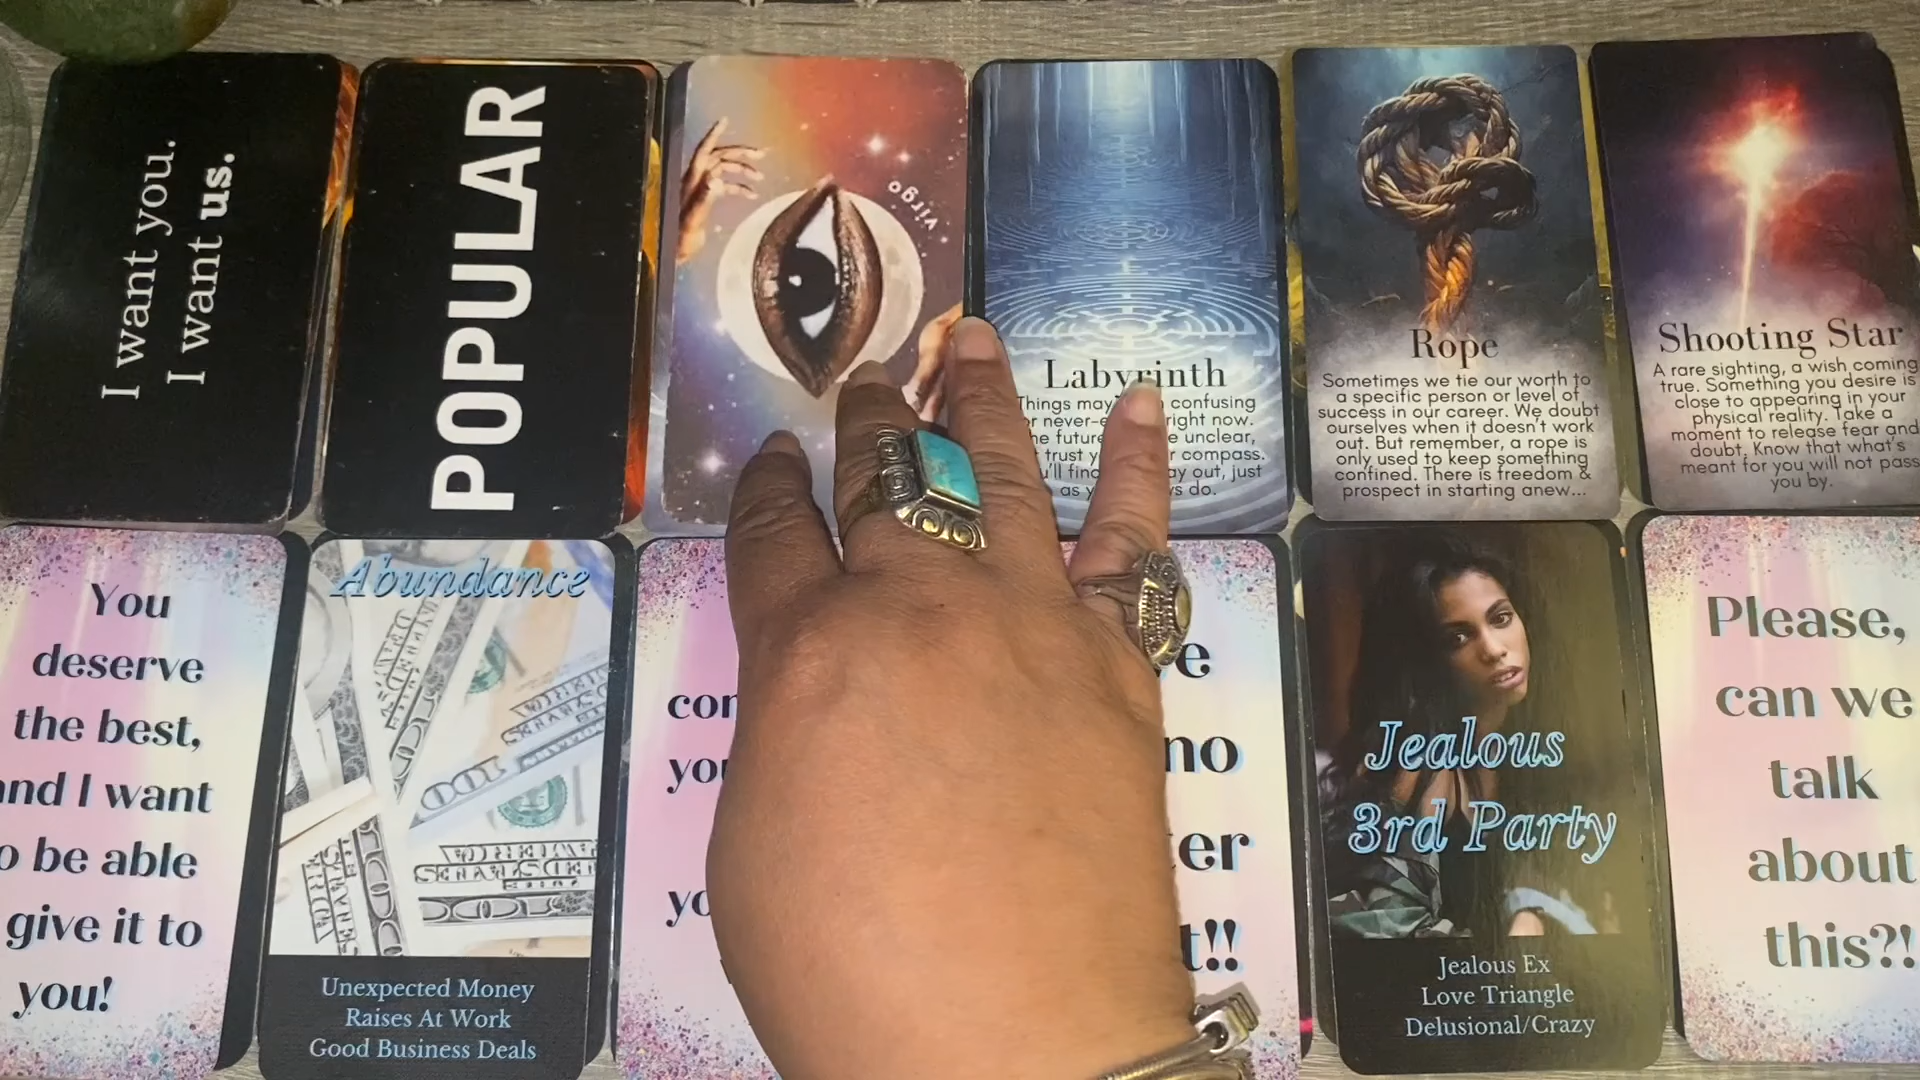 I want you.
I want us.
POPULAR
virgo
Labyrinth
Things may confusing
or right now.
future unclear,
trust compass.
out, just
as do.
Rope
Sometimes we tie our worth to
a specific person or level of
success in our career. We doubt
ourselves when it doesn't work
out. But remember, a rope is
only used to keep something
confined. There is freedom &
prospect in starting anew...
Shooting Star
A rare sighting, a wish coming
true. Something you desire is
close to appearing in your
physical reality. Take a
moment to release fear and
doubt. Know that what's
meant for you will not pass
you by.
You
deserve
the best,
and I want
to be able
give it to
you!
Abundance
Unexpected Money
Raises At Work
Good Business Deals
no
Jealous
3rd Party
Jealous Ex
Love Triangle
Delusional/Crazy
Please,
can we
talk
about
this?!